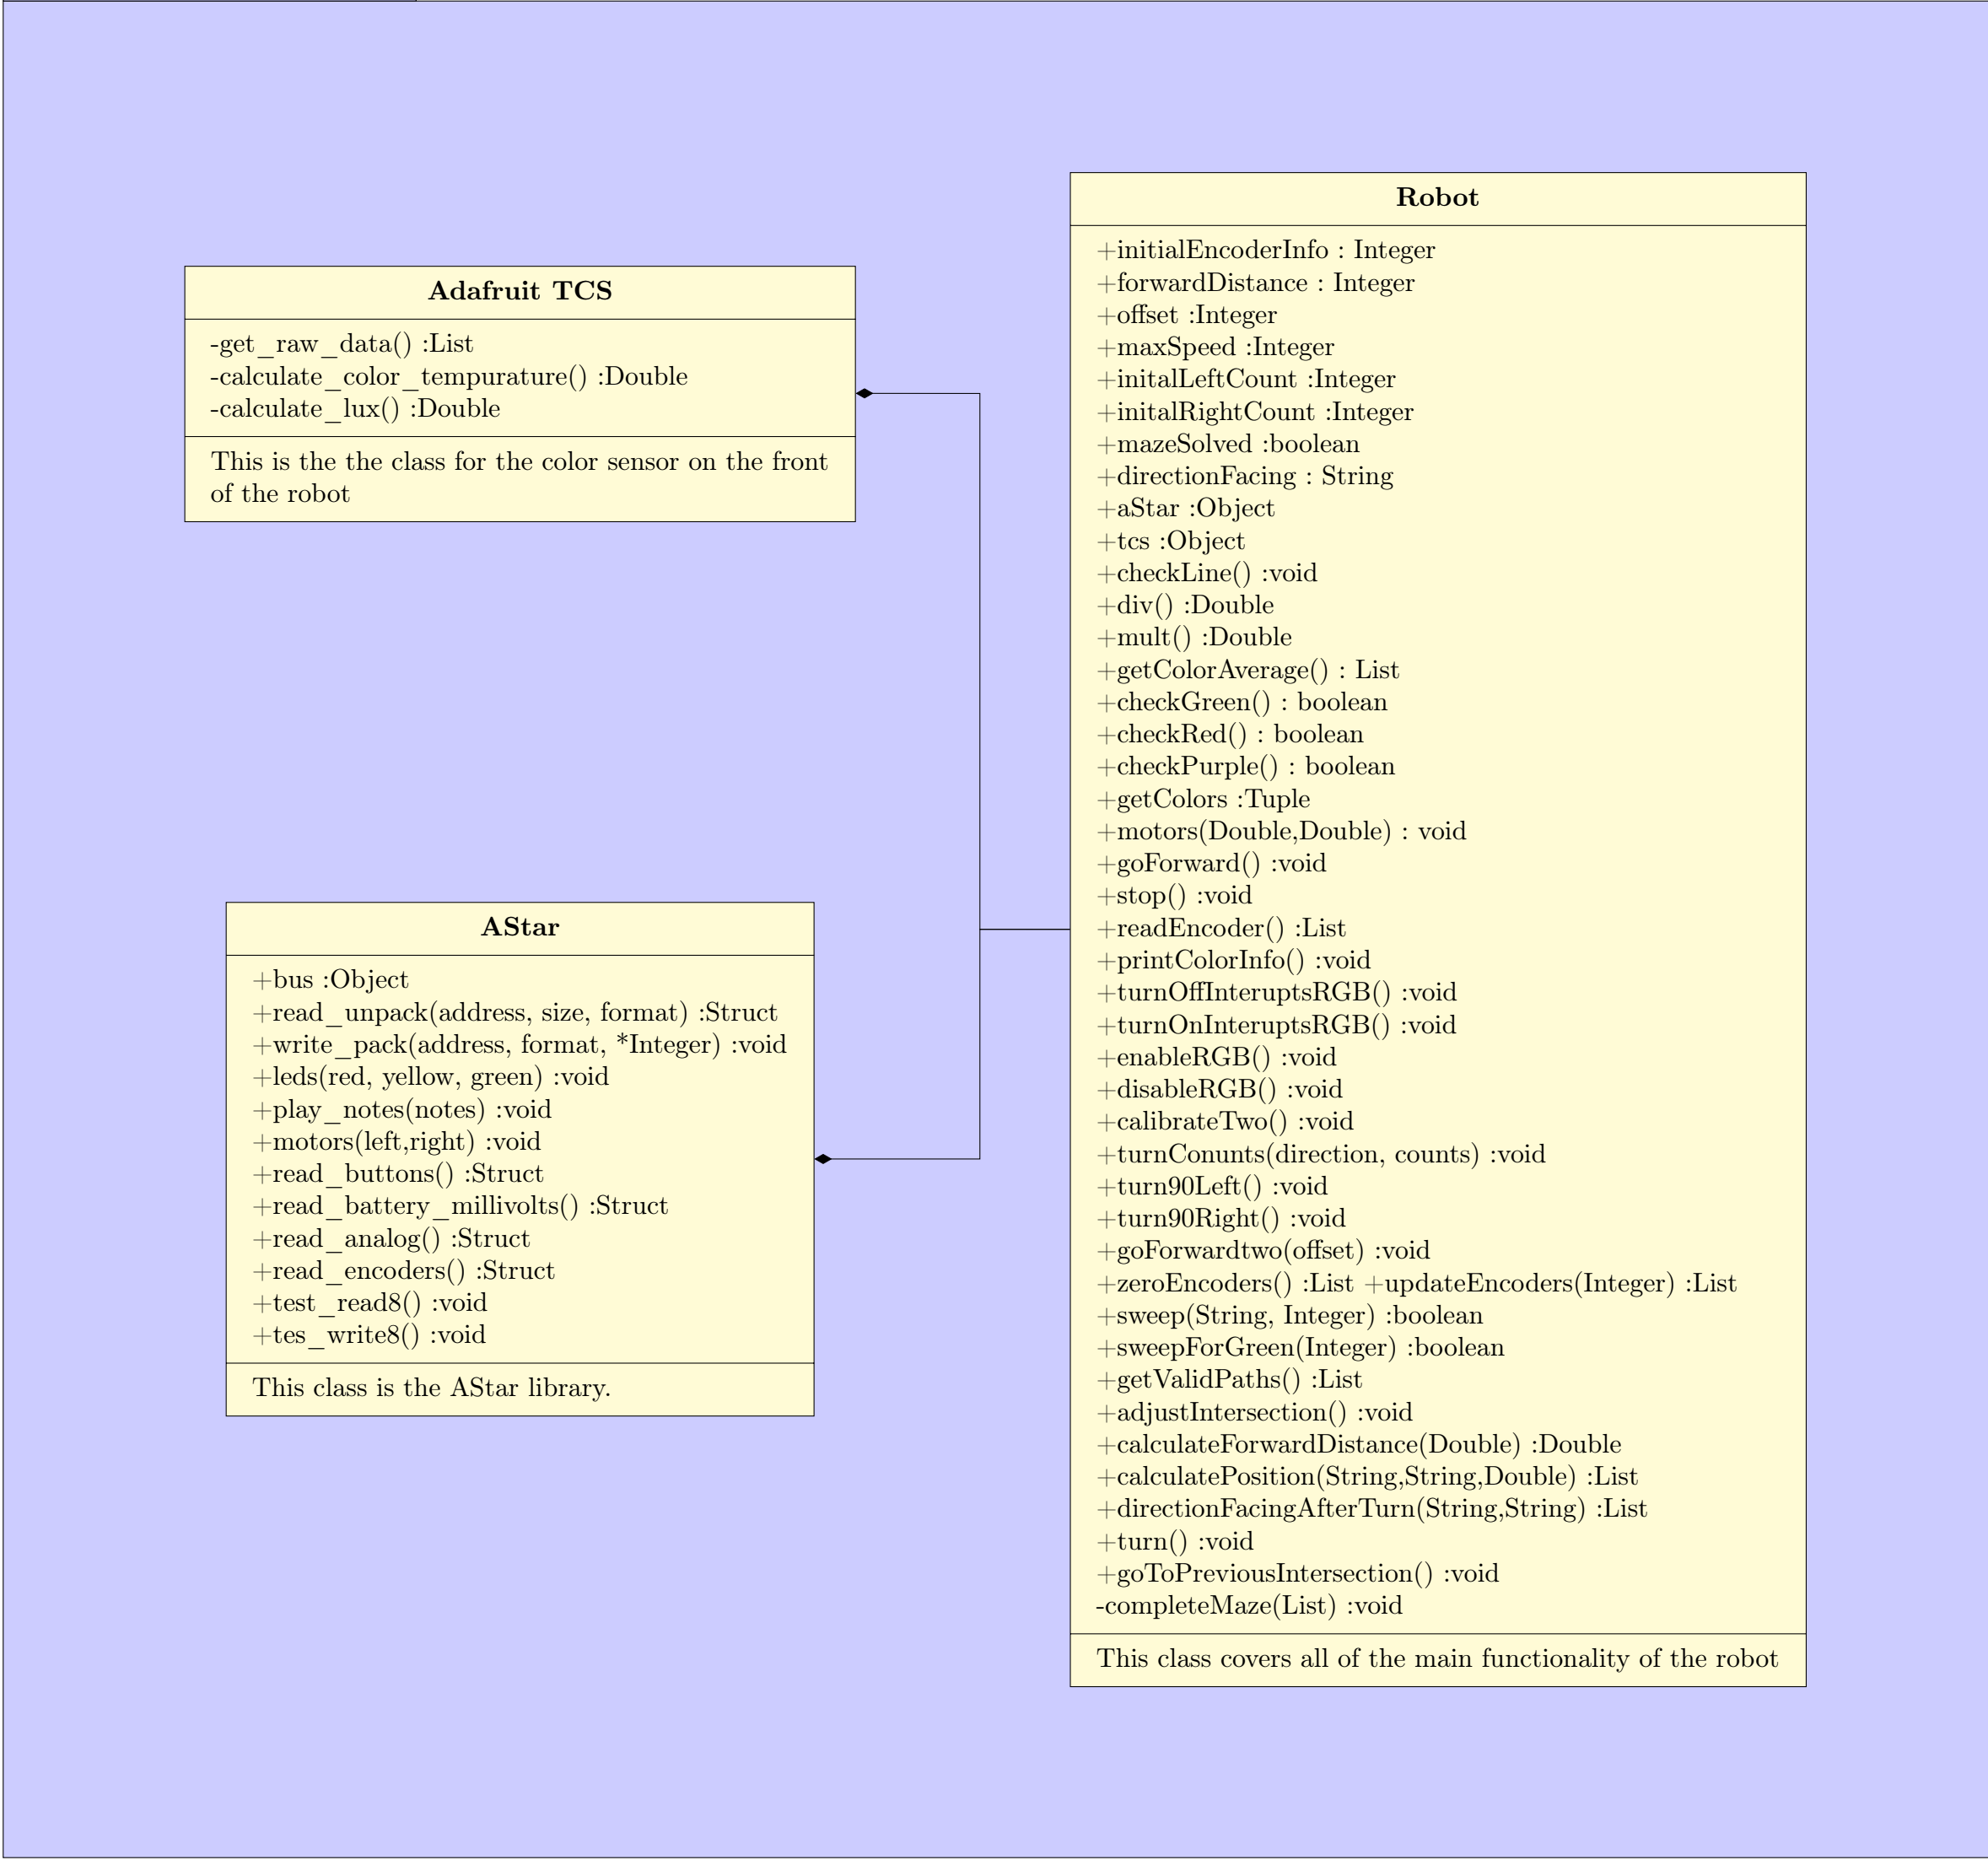 Adafruit TCS
-get_raw_data() :List
-calculate_color_tempurature() :Double
-calculate_lux() :Double
This is the the class for the color sensor on the front
of the robot
AStar
+bus :Object
+read_unpack(address, size, format) :Struct
+write_pack(address, format, *Integer) :void
+leds(red, yellow, green) :void
+play_notes(notes) :void
+motors(left,right) :void
+read_buttons() :Struct
+read_battery_millivolts() :Struct
+read_analog() :Struct
+read_encoders() :Struct
+test_read8() :void
+tes_write8() :void
This class is the AStar library.
Robot
+initialEncoderInfo : Integer
+forwardDistance : Integer
+offset :Integer
+maxSpeed :Integer
+initalLeftCount :Integer
+initalRightCount :Integer
+mazeSolved :boolean
+directionFacing : String
+aStar :Object
+tcs :Object
+checkLine() :void
+div() :Double
+mult() :Double
+getColorAverage() : List
+checkGreen() : boolean
+checkRed() : boolean
+checkPurple() : boolean
+getColors :Tuple
+motors(Double,Double) : void
+goForward() :void
+stop() :void
+readEncoder() :List
+printColorInfo() :void
+turnOffInteruptsRGB() :void
+turnOnInteruptsRGB() :void
+enableRGB() :void
+disableRGB() :void
+calibrateTwo() :void
+turnConunts(direction, counts) :void
+turn90Left() :void
+turn90Right() :void
+goForwardtwo(offset) :void
+zeroEncoders() :List +updateEncoders(Integer) :List
+sweep(String, Integer) :boolean
+sweepForGreen(Integer) :boolean
+getValidPaths() :List
+adjustIntersection() :void
+calculateForwardDistance(Double) :Double
+calculatePosition(String,String,Double) :List
+directionFacingAfterTurn(String,String) :List
+turn() :void
+goToPreviousIntersection() :void
-completeMaze(List) :void
This class covers all of the main functionality of the robot